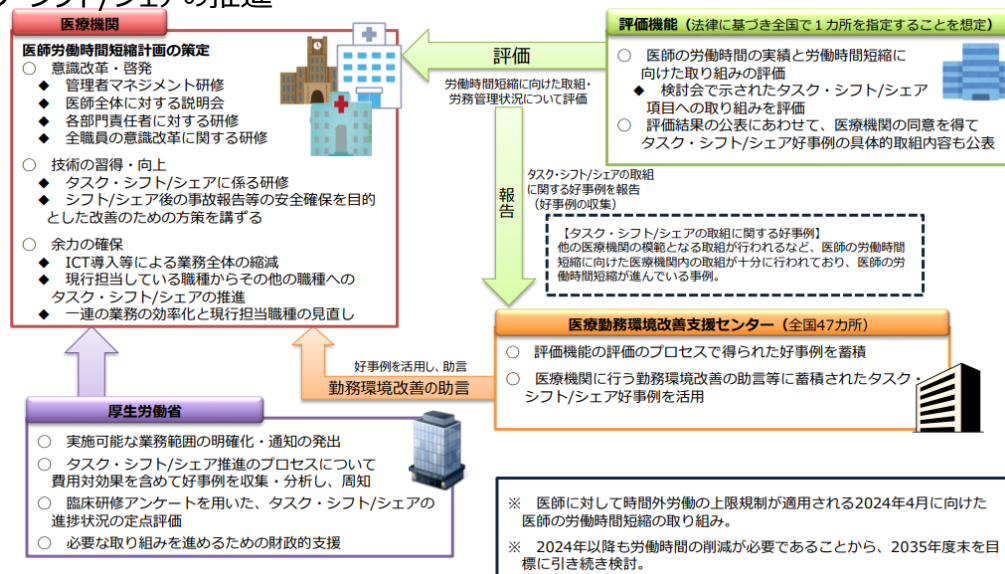 シフト/シェアの推進
医療機関
医師労働時間短縮計画の策定
○ 意識改革・啓発
◆ 管理者マネジメント研修
◆ 医師全体に対する説明会
◆ 各部門責任者に対する研修
◆ 全職員の意識改革に関する研修
○ 技術の習得・向上
◆ タスク・シフト/シェアに係る研修
◆ シフト/シェア後の事故報告等の安全確保を目的
とした改善のための方策を講ずる
○ 余力の確保
◆ ICT導入等による業務全体の縮減
◆ 現行担当している職種からその他の職種への
タスク・シフト/シェアの推進
◆ 一連の業務の効率化と現行担当職種の見直し
評価
労働時間短縮に向けた取組・
労務管理状況について評価
評価機能（法律に基づき全国で１カ所を指定することを想定）
○ 医師の労働時間の実績と労働時間短縮に
向けた取り組みの評価
◆ 検討会で示されたタスク・シフト/シェア
項目への取り組みを評価
○ 評価結果の公表にあわせて、医療機関の同意を得て
タスク・シフト/シェア好事例の具体的取組内容も公表
報告
タスク・シフト/シェアの取組
に関する好事例を報告
（好事例の収集）
【タスク・シフト/シェアの取組に関する好事例】
他の医療機関の模範となる取組が行われるなど、医師の労働時間
短縮に向けた医療機関内の取組が十分に行われており、医師の労
働時間短縮が進んでいる事例。
医療勤務環境改善支援センター（全国47カ所）
○ 評価機能の評価のプロセスで得られた好事例を蓄積
○ 医療機関に行う勤務環境改善の助言等に蓄積されたタスク・
シフト/シェア好事例を活用
好事例を活用し、助言
勤務環境改善の助言
厚生労働省
○ 実施可能な業務範囲の明確化・通知の発出
○ タスク・シフト/シェア推進のプロセスについて
費用対効果を含めて好事例を収集・分析し、周知
○ 臨床研修アンケートを用いた、タスク・シフト/シェアの
進捗状況の定点評価
○ 必要な取り組みを進めるための財政的支援
※ 医師に対して時間外労働の上限規制が適用される2024年4月に向けた
医師の労働時間短縮の取り組み。
※ 2024年以降も労働時間の削減が必要であることから、2035年度末を目
標に引き続き検討。